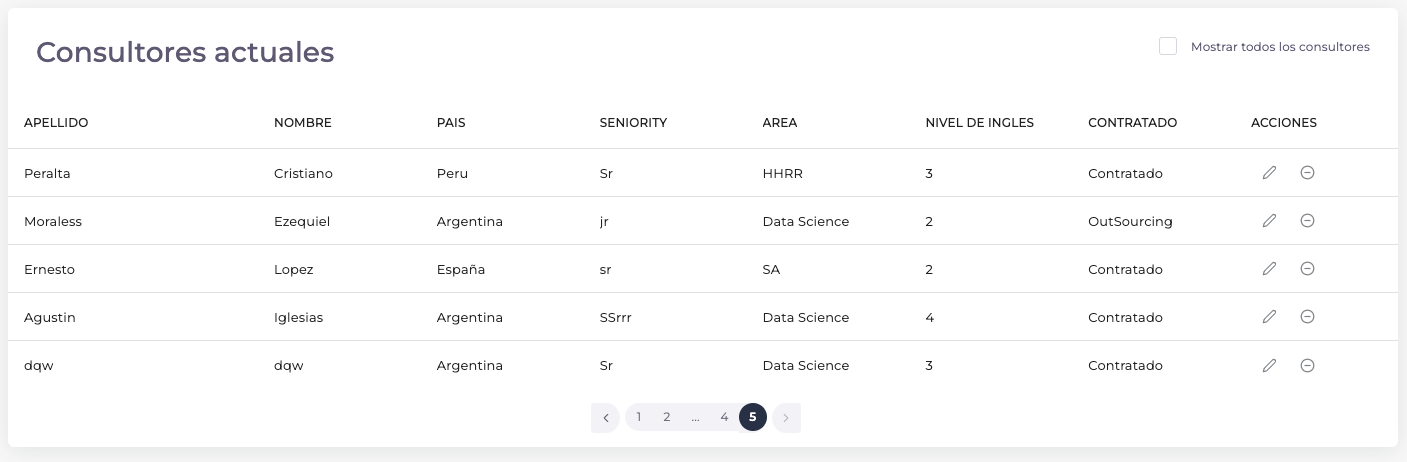 Consultores actuales
Mostrar todos los consultores
APELLIDO NOMBRE PAIS SENIORITY AREA NIVEL DE INGLES CONTRATADO ACCIONES
Peralta Cristiano Peru Sr HHRR 3 Contratado
Moraless Ezequiel Argentina jr Data Science 2 OutSourcing
Ernesto Lopez España sr SA 2 Contratado
Agustin Iglesias Argentina SSrrr Data Science 4 Contratado
dqw dqw Argentina Sr Data Science 3 Contratado
1 2 ... 4 5